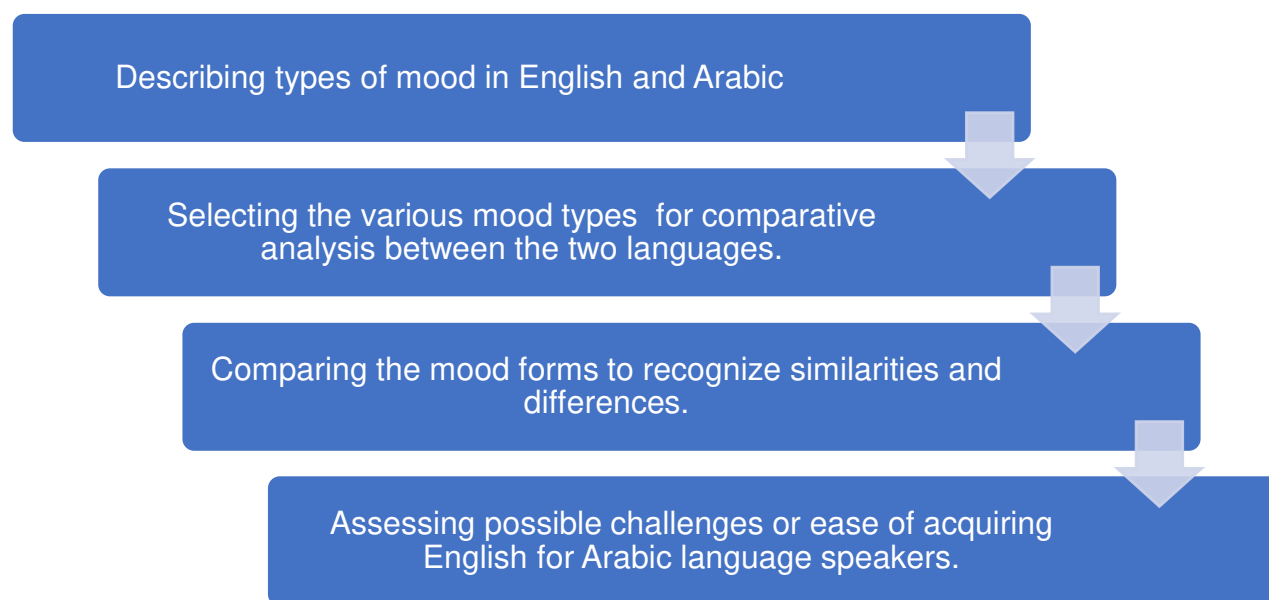 Describing types of mood in English and Arabic
Selecting the various mood types  for comparative
analysis between the two languages.
Comparing the mood forms to recognize similarities and
differences.
Assessing possible challenges or ease of acquiring
English for Arabic language speakers.